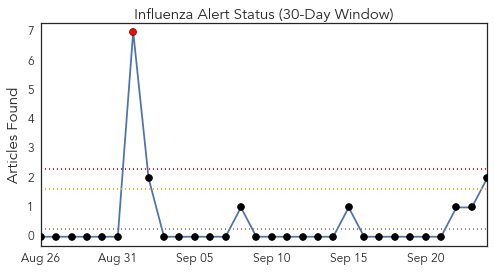 Influenza Alert Status (30-Day Window)
Articles Found
7
6
5
4
3
2
1
0
Aug 26 Aug 31 Sep 05 Sep 10 Sep 15 Sep 20